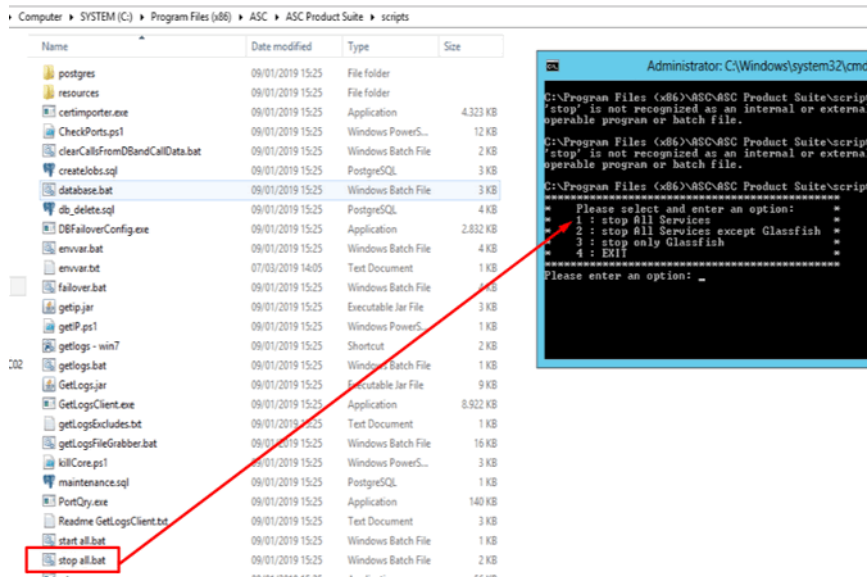 Computer ▸ SYSTEM (C:) ▸ Program Files (x86) ▸ ASC ▸ ASC Product Suite ▸ scripts
Name Date modified Type Size
postgres 09/01/2019 15:25 File folder
resources 09/01/2019 15:25 File folder
certimporter.exe 09/01/2019 15:25 Application 4.323 KB
CheckPorts.ps1 09/01/2019 15:25 Windows PowerS... 12 KB
clearCallsFromDBandCallData.bat 09/01/2019 15:25 Windows Batch File 2 KB
createJobs.sql 09/01/2019 15:25 PostgreSQL 3 KB
database.bat 09/01/2019 15:25 Windows Batch File 3 KB
db_delete.sql 09/01/2019 15:25 PostgreSQL 4 KB
DBFailoverConfig.exe 09/01/2019 15:25 Application 2.832 KB
envvar.bat 09/01/2019 15:25 Windows Batch File 4 KB
envvar.txt 07/03/2019 14:05 Text Document 1 KB
failover.bat 09/01/2019 15:25 Windows Batch File 4 KB
getip.jar 09/01/2019 15:25 Executable Jar File 3 KB
getIP.ps1 09/01/2019 15:25 Windows PowerS... 1 KB
getlogs - win7 09/01/2019 15:25 Shortcut 2 KB
C02 getlogs.bat 09/01/2019 15:25 Windows Batch File 1 KB
GetLogs.jar 09/01/2019 15:25 Executable Jar File 9 KB
GetLogsClient.exe 09/01/2019 15:25 Application 8.922 KB
getLogsExcludes.txt 09/01/2019 15:25 Text Document 1 KB
getLogsFileGrabber.bat 09/01/2019 15:25 Windows Batch File 16 KB
killCore.ps1 09/01/2019 15:25 Windows PowerS... 3 KB
maintenance.sql 09/01/2019 15:25 PostgreSQL 1 KB
PortQry.exe 09/01/2019 15:25 Application 140 KB
Readme GetLogsClient.txt 09/01/2019 15:25 Text Document 3 KB
start all.bat 09/01/2019 15:25 Windows Batch File 1 KB
stop all.bat 09/01/2019 15:25 Windows Batch File 2 KB
Administrator: C:\Windows\system32\cmd
C:\Program Files (x86)\ASC\ASC Product Suite\script
'stop' is not recognized as an internal or external
operable program or batch file.
C:\Program Files (x86)\ASC\ASC Product Suite\script
'stop' is not recognized as an internal or external
operable program or batch file.
C:\Program Files (x86)\ASC\ASC Product Suite\script
* Please select and enter an option: *
* 1 : stop All Services *
* 2 : stop All Services except Glassfish *
* 3 : stop only Glassfish *
* 4 : EXIT *
Please enter an option: _